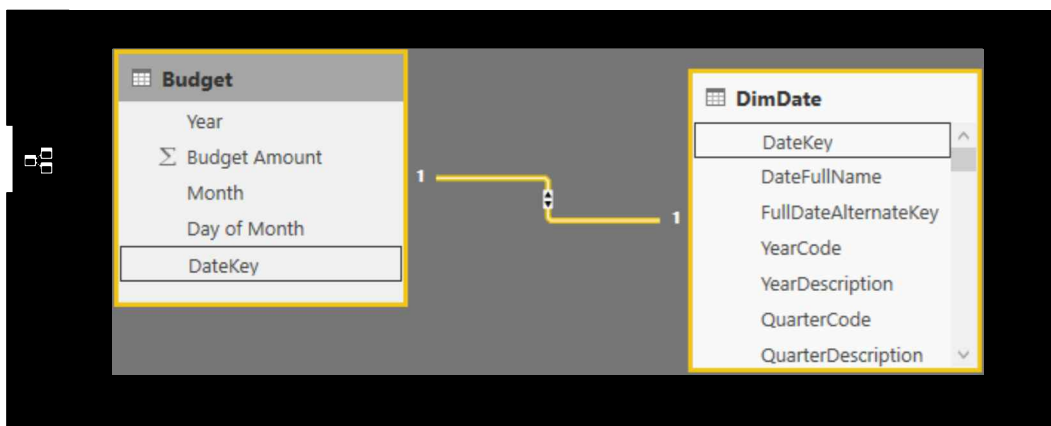 Budget
Year
Σ Budget Amount
Month
Day of Month
DateKey
1
1
DimDate
DateKey
DateFullName
FullDateAlternateKey
YearCode
YearDescription
QuarterCode
QuarterDescription